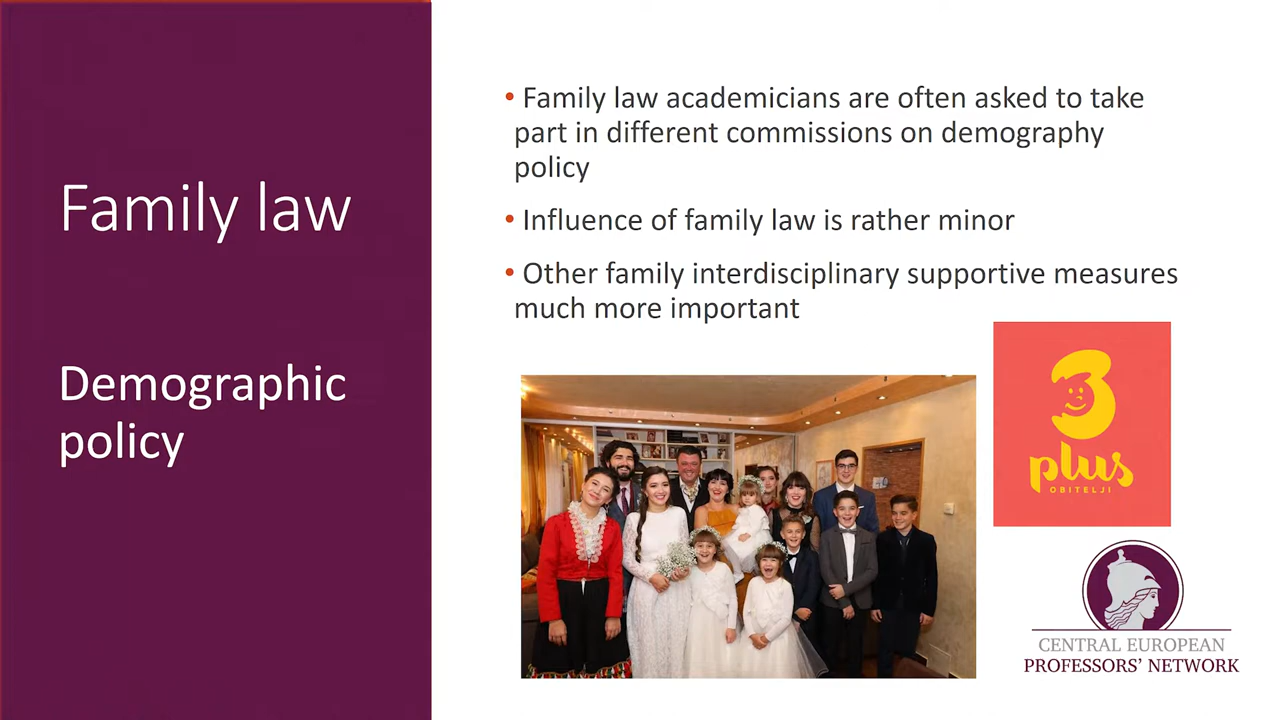 Family law
Demographic
policy
• Family law academicians are often asked to take
part in different commissions on demography
policy
• Influence of family law is rather minor
• Other family interdisciplinary supportive measures
much more important
3
plus
OBITELJI
CENTRAL EUROPEAN
PROFESSORS’ NETWORK